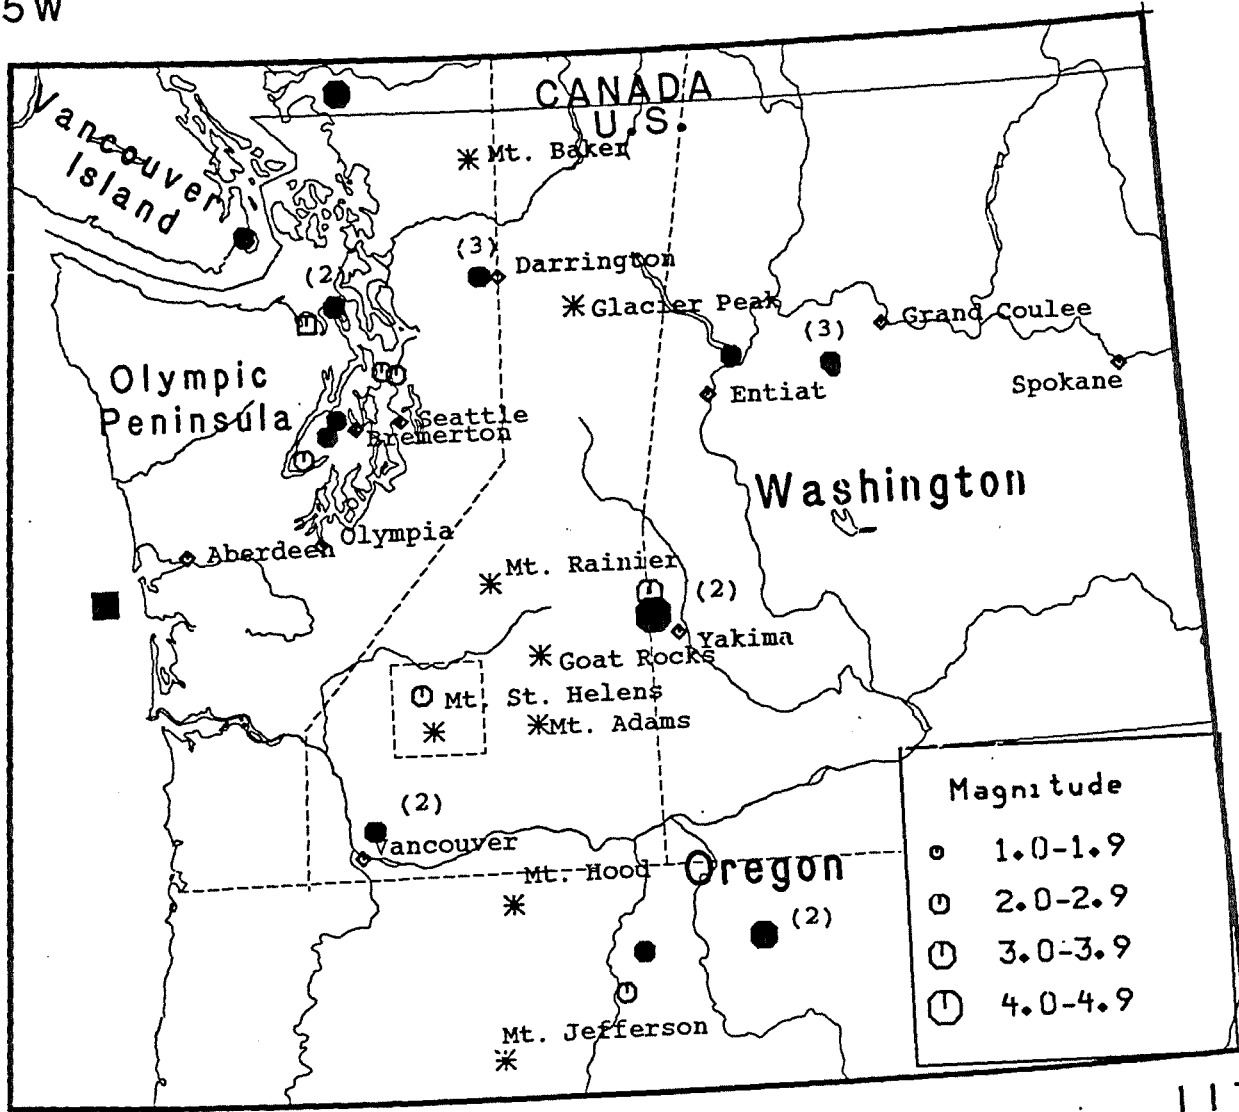 5W
CANADA
U.S.
Vancouver
Island
Mt. Baker
(3)
Darrington
(2)
Glacier Peak
(3)
Grand Coulee
Spokane
Entiat
Olympic
Peninsula
Seattle
Bremerton
Washington
Olympia
Aberdeen
Mt. Rainier
(2)
Yakima
Goat Rocks
Mt. St. Helens
Mt. Adams
(2)
Vancouver
Mt. Hood
Oregon
(2)
Mt. Jefferson
Magnitude
1.0-1.9
2.0-2.9
3.0-3.9
4.0-4.9